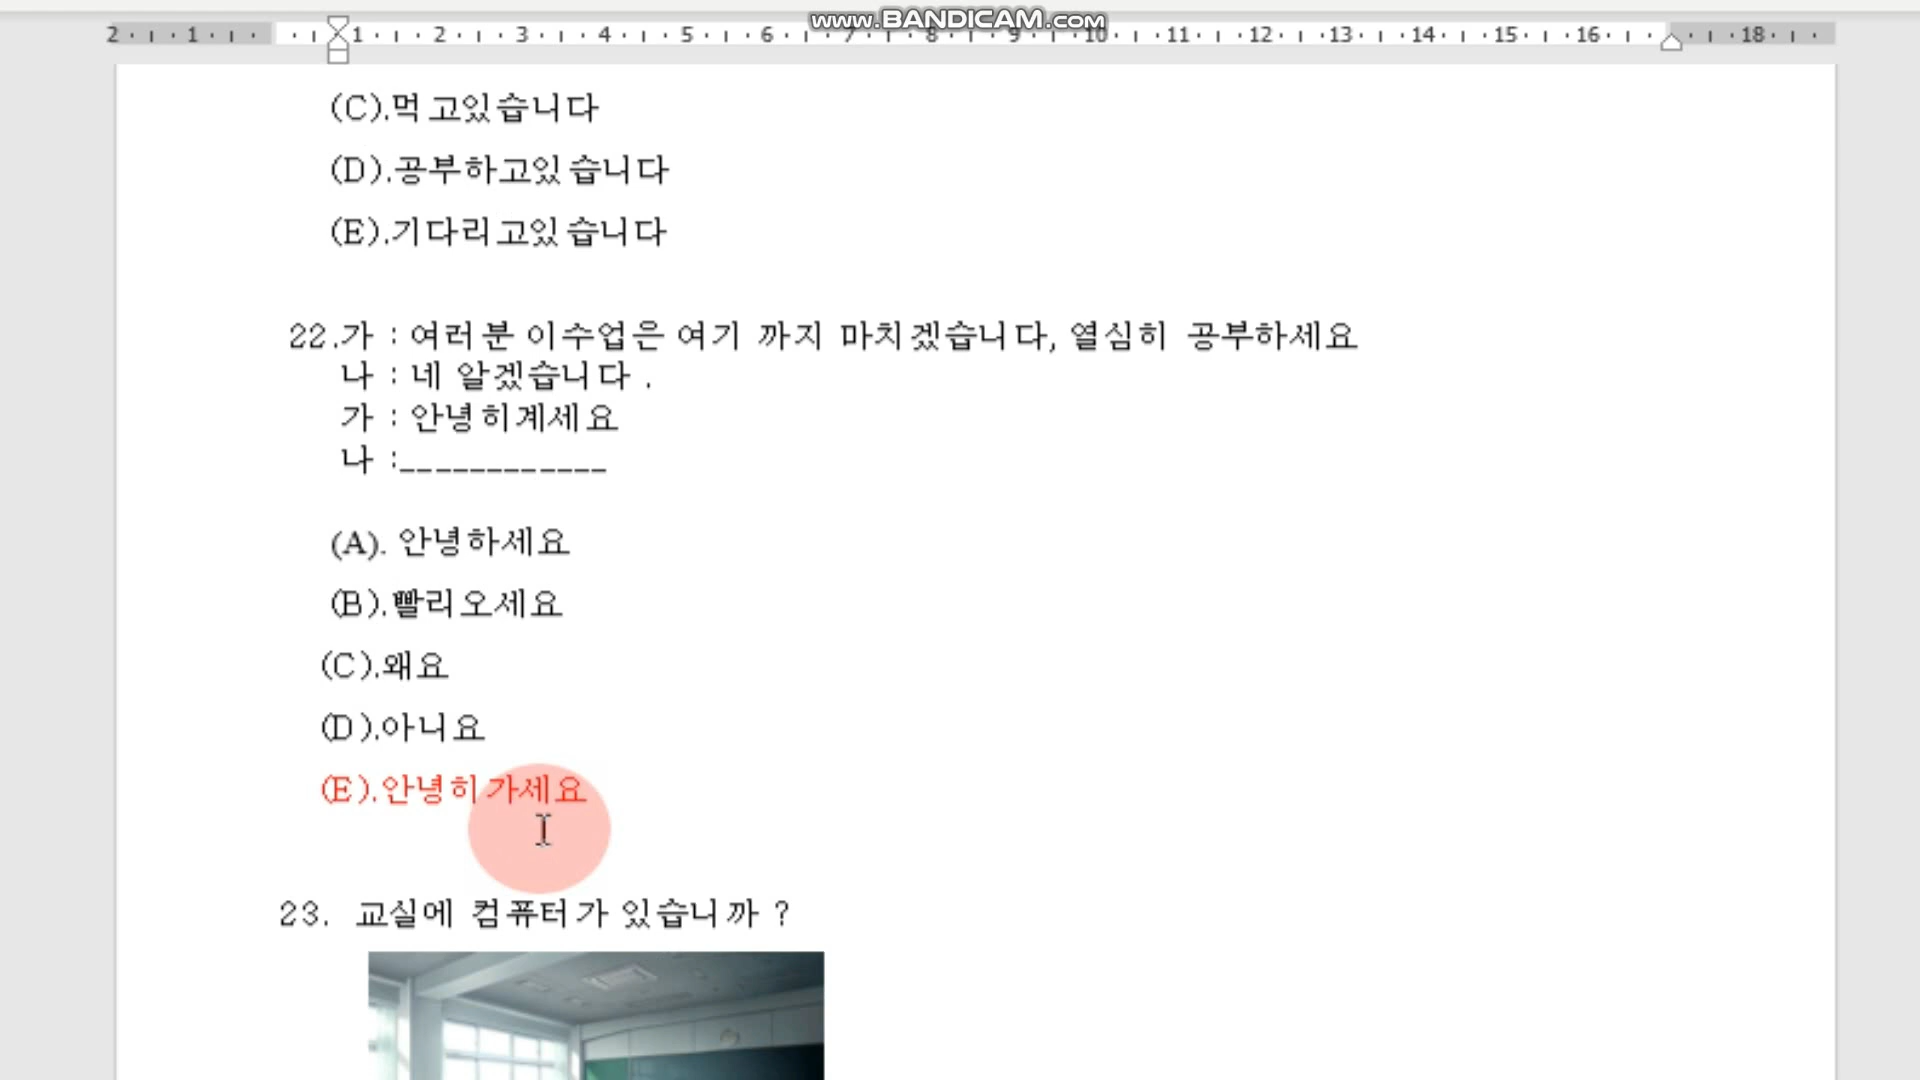 www.BANDICAM.com
2 1 1 2 3 4 5 6 7 8 9 10 11 12 13 14 15 16 18
(C).먹고있습니다
(D).공부하고있습니다
(E).기다리고있습니다
22.가 : 여러분 이수업은 여기 까지 마치겠습니다, 열심히 공부하세요
나 : 네 알겠습니다 .
가 : 안녕히계세요
나 :____________
(A). 안녕하세요
(B).빨리오세요
(C).왜요
(D).아니요
(E).안녕히가세요
23. 교실에 컴퓨터가 있습니까 ?